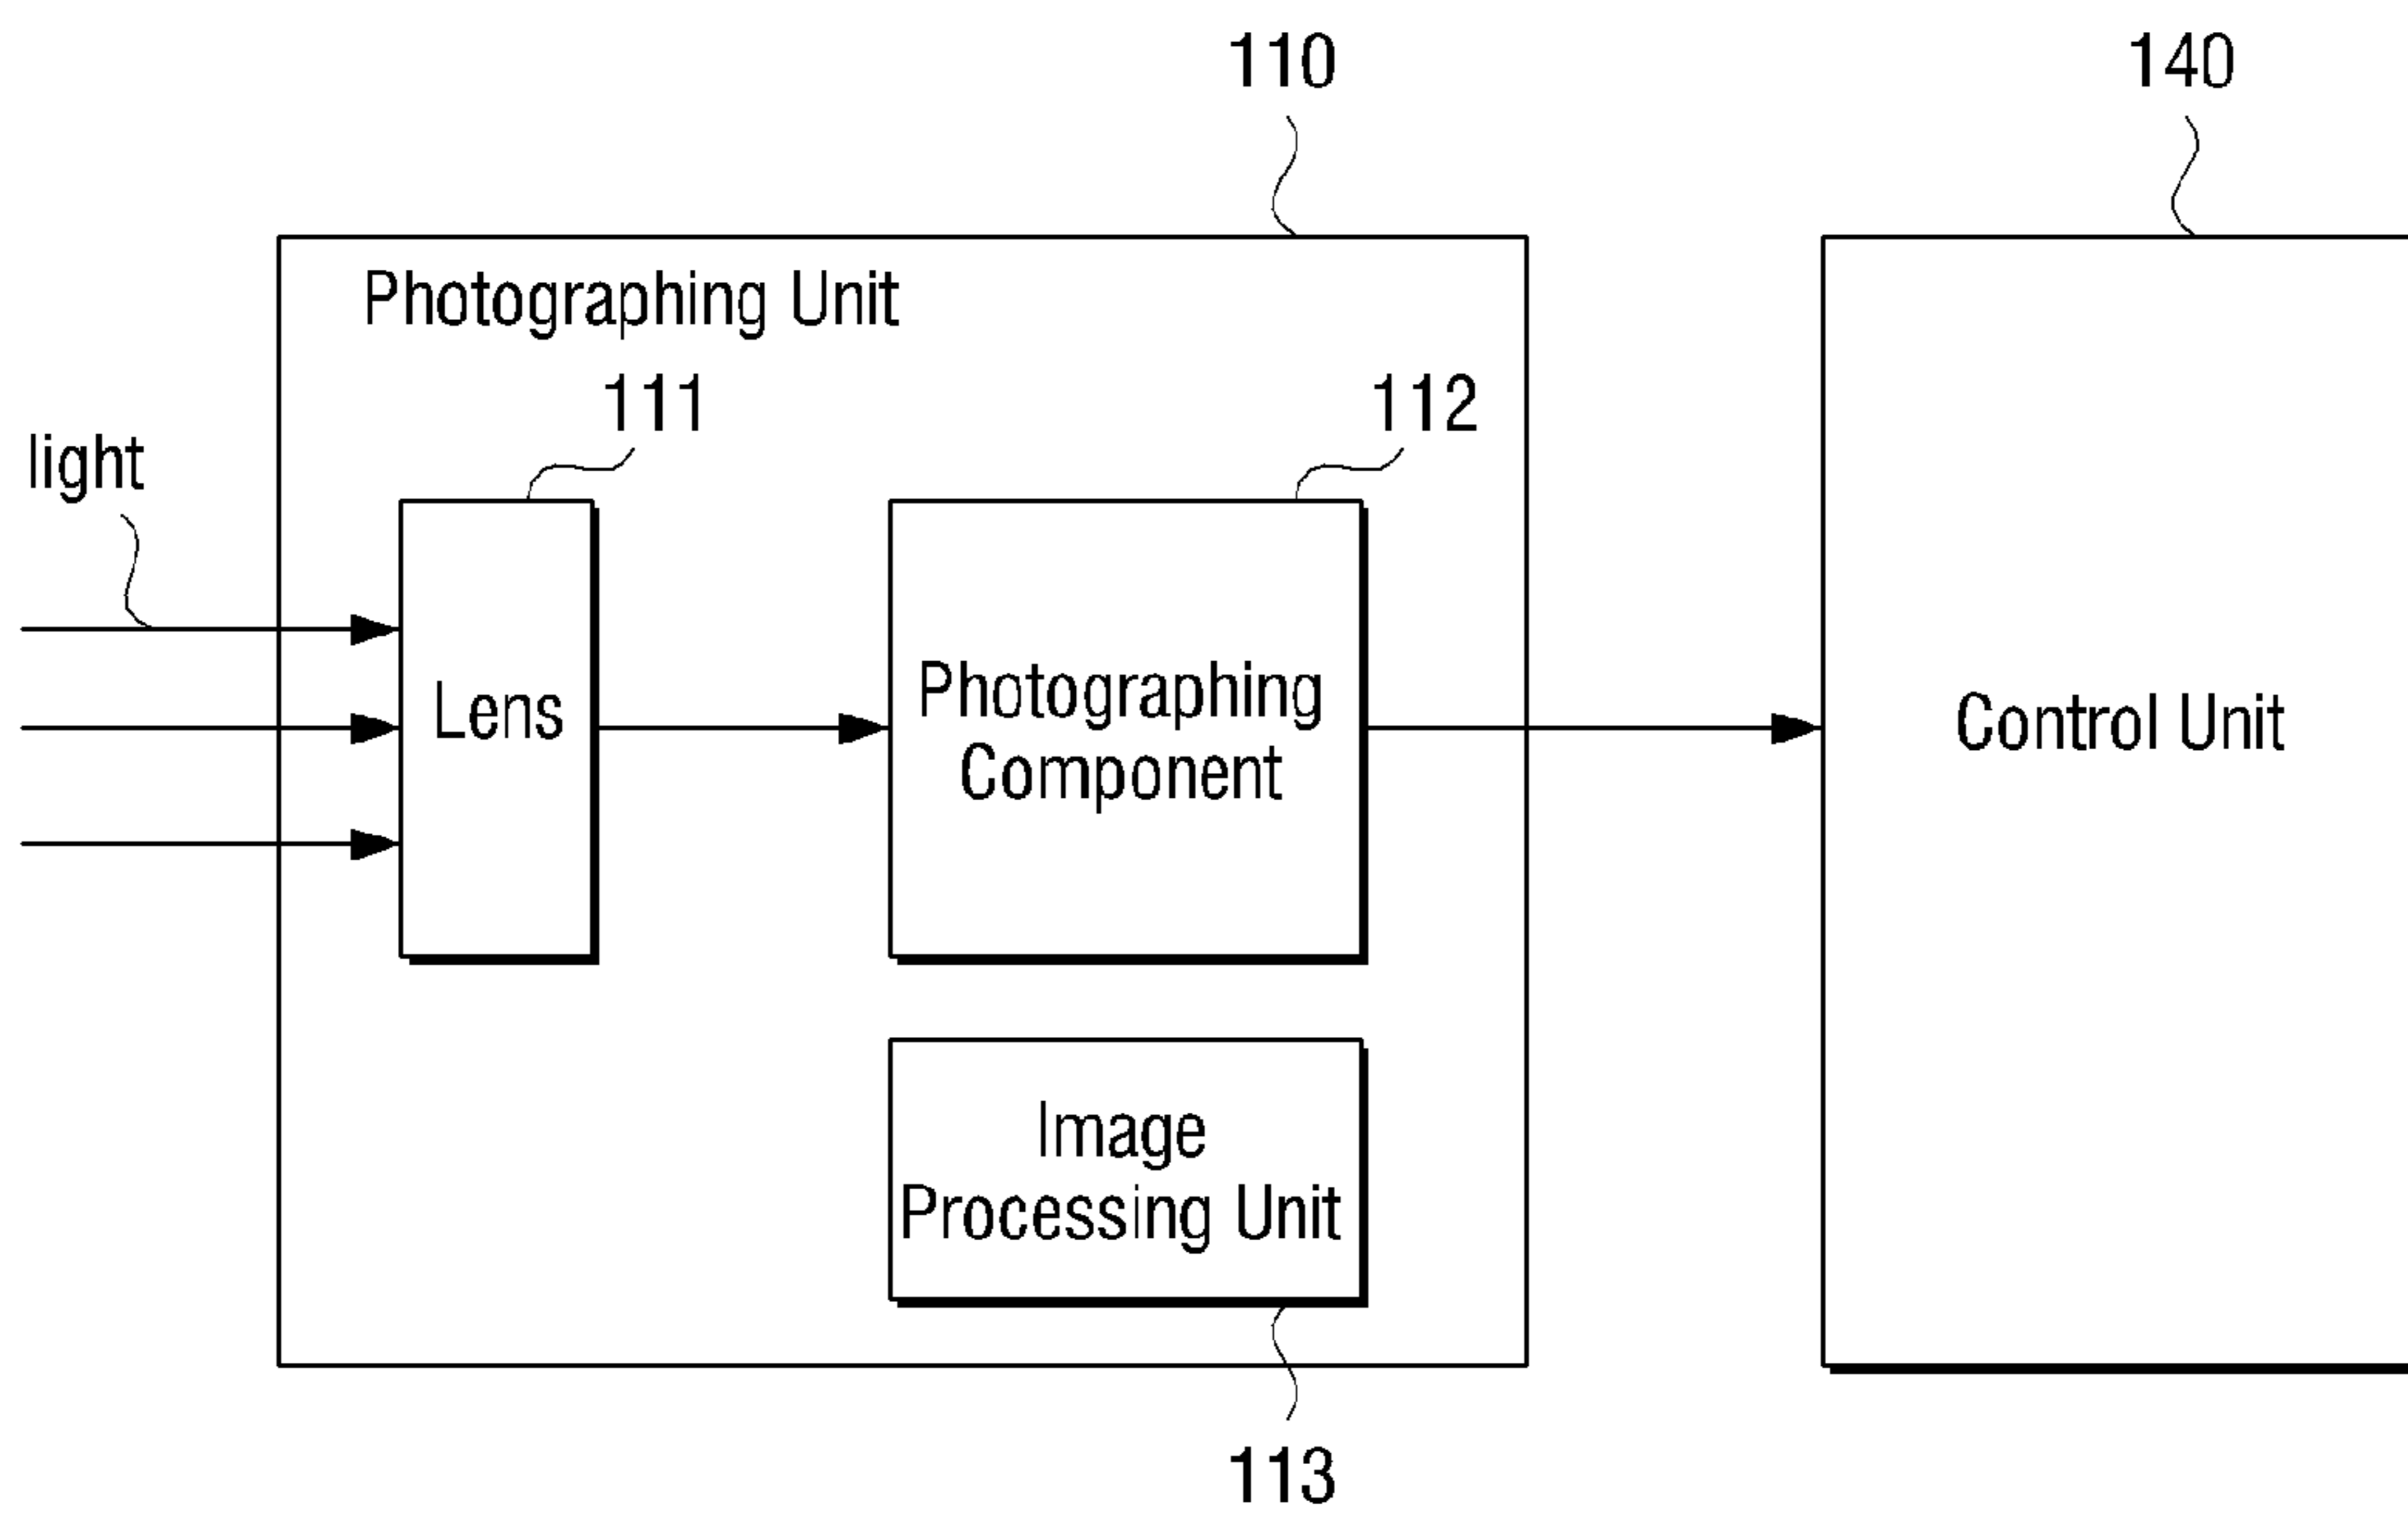 110
140
Photographing Unit
111
112
light
Lens
Photographing
Component
Control Unit
Image
Processing Unit
113